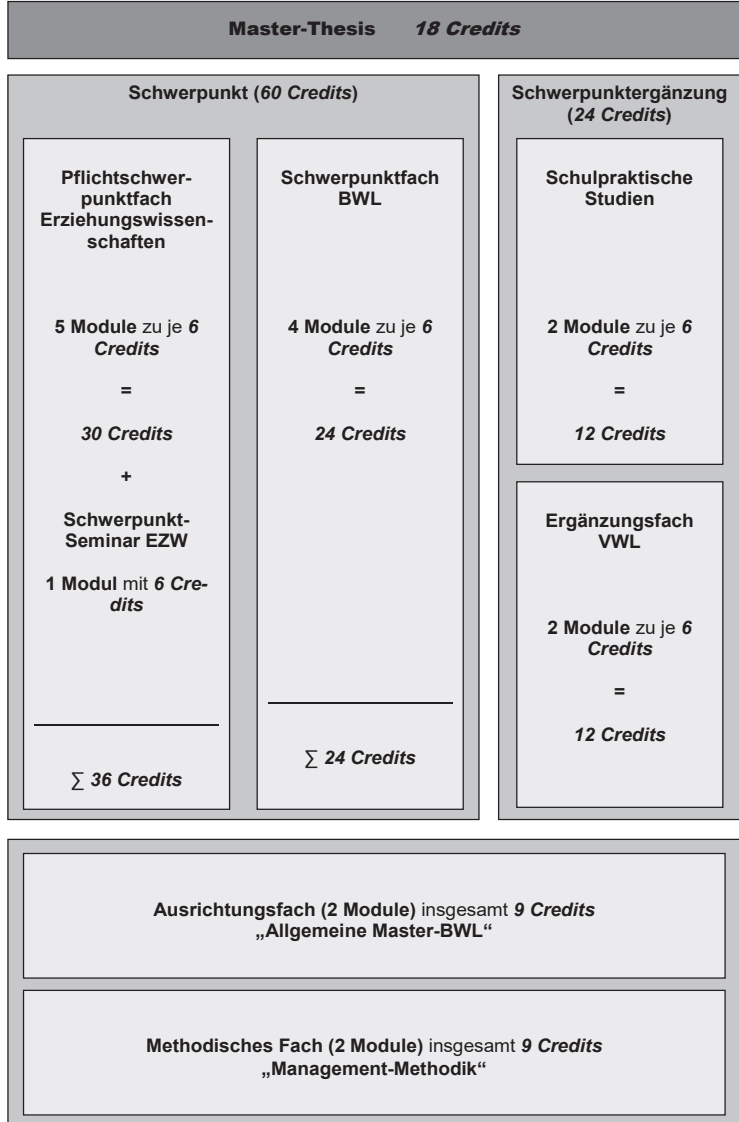 Master-Thesis 18 Credits
Schwerpunkt (60 Credits)
Pflichtschwer-
punktfach
Erziehungswissen-
schaften
5 Module zu je 6
Credits
=
30 Credits
+
Schwerpunkt-
Seminar EZW
1 Modul mit 6 Cre-
dits
∑ 36 Credits
Schwerpunktfach
BWL
4 Module zu je 6
Credits
=
24 Credits
∑ 24 Credits
Schwerpunktergänzung
(24 Credits)
Schulpraktische
Studien
2 Module zu je 6
Credits
=
12 Credits
Ergänzungsfach
VWL
2 Module zu je 6
Credits
=
12 Credits
Ausrichtungsfach (2 Module) insgesamt 9 Credits
„Allgemeine Master-BWL“
Methodisches Fach (2 Module) insgesamt 9 Credits
„Management-Methodik“